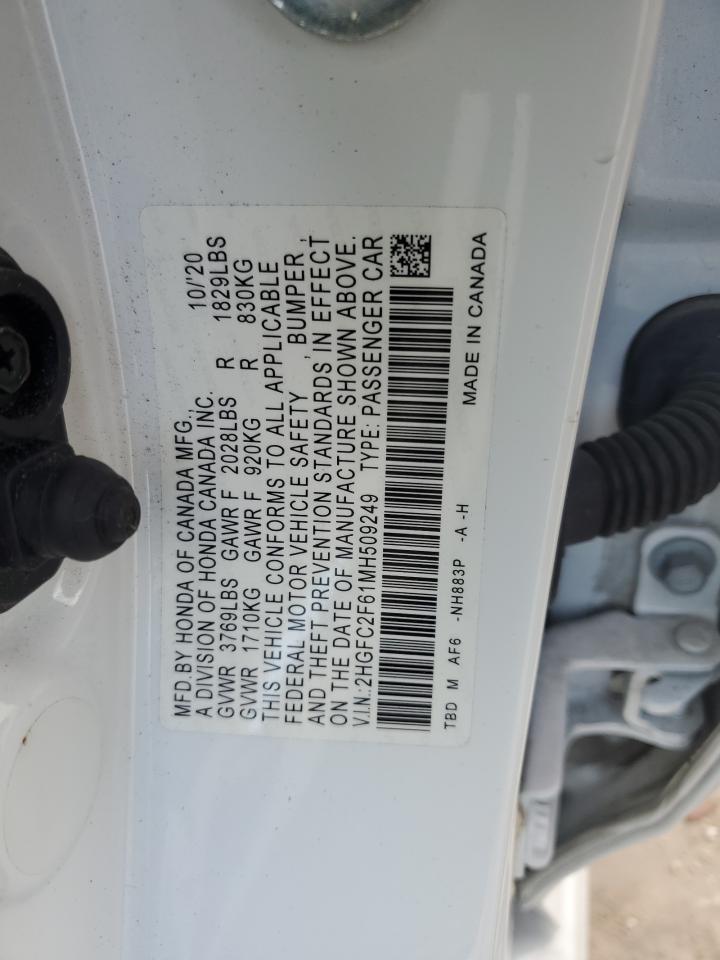 MFD.BY HONDA OF CANADA MFG., 10/'20
A DIVISION OF HONDA CANADA INC.
GVWR 3769LBS GAWR F 2028LBS R 1829LBS
GVWR 1710KG GAWR F 920KG R 830KG
THIS VEHICLE CONFORMS TO ALL APPLICABLE
FEDERAL MOTOR VEHICLE SAFETY , BUMPER ,
AND THEFT PREVENTION STANDARDS IN EFFECT
ON THE DATE OF MANUFACTURE SHOWN ABOVE.
V.I.N.:2HGFC2F61MH509249 TYPE: PASSENGER CAR
TBD M AF6 -NH883P -A -H
MADE IN CANADA